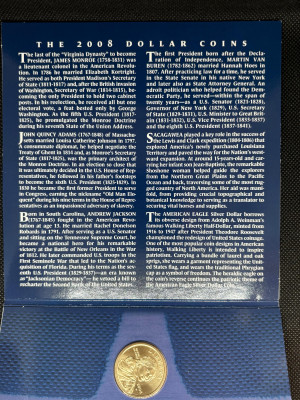 THE 2008 DOLLAR COINS
The last of the "Virginia Dynasty" to become
President, JAMES MONROE (1758-1831) was
a lieutenant colonel in the American Revolu-
tion. In 1786 he married Elizabeth Kortright.
He served as both President Madison's Secretary
of State (1811-1817) and, after the British invasion
of Washington, Secretary of War (1814-1815), be-
coming the only President to hold two cabinet
posts. In his reelection, he received all but one
electoral vote, a feat bested only by George
Washington. As the fifth U.S. President (1817-
1825), he promulgated the Monroe Doctrine
during his seventh State of the Union Address.
JOHN QUINCY ADAMS (1767-1848) of Massachu-
setts married Louisa Catherine Johnson in 1797.
A consummate diplomat, he helped negotiate the
Treaty of Ghent in 1814 and, as Monroe's Secretary
of State (1817-1825), was the primary architect of
the Monroe Doctrine. In an election so close that
it was ultimately decided in the U.S. House of Rep-
resentatives, he followed in his father's footsteps
to become the sixth U.S. President (1825-1829). In
1830 he became the first former President to serve
in Congress, earning the nickname "Old Man Elo-
quent" during his nine terms in the House of Repre-
sentatives as an impassioned adversary of slavery.
Born in South Carolina, ANDREW JACKSON
(1767-1845) fought in the American Revo-
lution at age 13. He married Rachel Donelson
Robards in 1791. After serving as a U.S. Senator
and sitting on the Tennessee Supreme Court, he
became a national hero for his remarkable
victory at the Battle of New Orleans in the War
of 1812. He later commanded U.S. troops in the
First Seminole War that led to the Nation's ac-
quisition of Florida. During his terms as the sev-
enth U.S. President (1829-1837)—an era known
as "Jacksonian Democracy"—he vetoed a bill to
recharter the Second Bank of the United States.
The first President born after the Decla-
ration of Independence, MARTIN VAN
BUREN (1782-1862) married Hannah Hoes in
1807. After practicing law for a time, he served
in the State Senate in his native New York
and later also as State Attorney General. An
adroit politician who helped found the Demo-
cratic Party, he served—within the span of
twenty years—as a U.S. Senator (1821-1828),
Governor of New York (1829), U.S. Secretary
of State (1829-1831), U.S. Minister to Great Brit-
ain (1831-1832), U.S. Vice President (1833-1837)
and the eighth U.S. President (1837-1841).
SACAGAWEA played a key role in the success of
the Lewis and Clark expedition (1804-1806) that
explored America's newly purchased Louisiana
Territory and paved the way for the Nation's west-
ward expansion. At around 15-years-old and car-
rying her infant son Jean-Baptiste, the remarkable
Shoshone woman helped guide the explorers
from the Northern Great Plains to the Pacific
Ocean and back, traversing some of the most rug-
ged country of North America. Her aid was manifold,
including providing crucial topographical and
botanical knowledge to serving as a translator to
securing vital horses and supplies.
The AMERICAN EAGLE Silver Dollar borrows
its obverse design from Adolph A. Weinman's
famous Walking Liberty Half-Dollar, minted from
1916 to 1947 after President Theodore Roosevelt
championed the redesign of United States coinage.
One of the most popular coin designs in American
history, Walking Liberty is intended to inspire
patriotism. Carrying a bundle of laurel and oak
sprigs, she wears a garment representing the United
States flag, and wears the traditional Phrygian
cap as a symbol of freedom. The heraldic eagle on
the coin's reverse continues the patriotic theme of
the American Eagle Silver Dollar Coin.